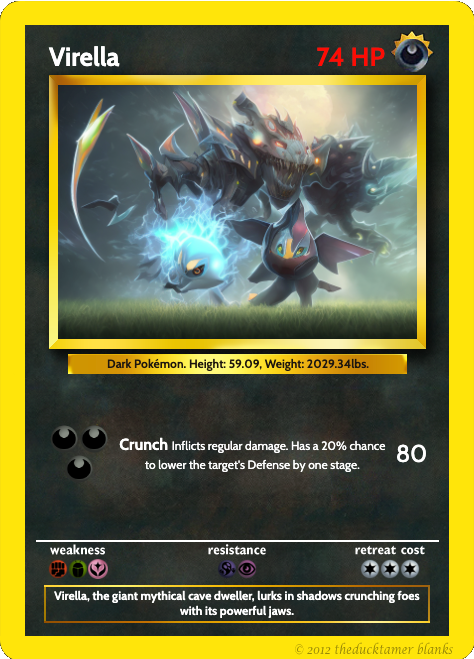 Virella
74 HP
Dark Pokémon. Height: 59.09, Weight: 2029.34lbs.
Crunch Inflicts regular damage. Has a 20% chance
to lower the target's Defense by one stage.
80
weakness
resistance
retreat cost
Virella, the giant mythical cave dweller, lurks in shadows crunching foes
with its powerful jaws.
© 2012 theducktamer blanks